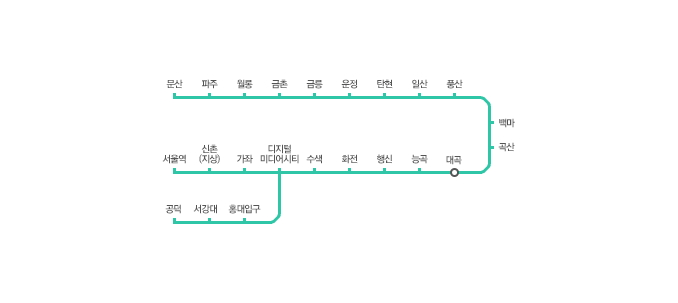 문산 파주 월롱 금촌 금릉 운정 탄현 일산 풍산
백마
곡산
신촌 디지털
서울역 (지상) 가좌 미디어시티 수색 화전 행신 능곡 대곡
공덕 서강대 홍대입구